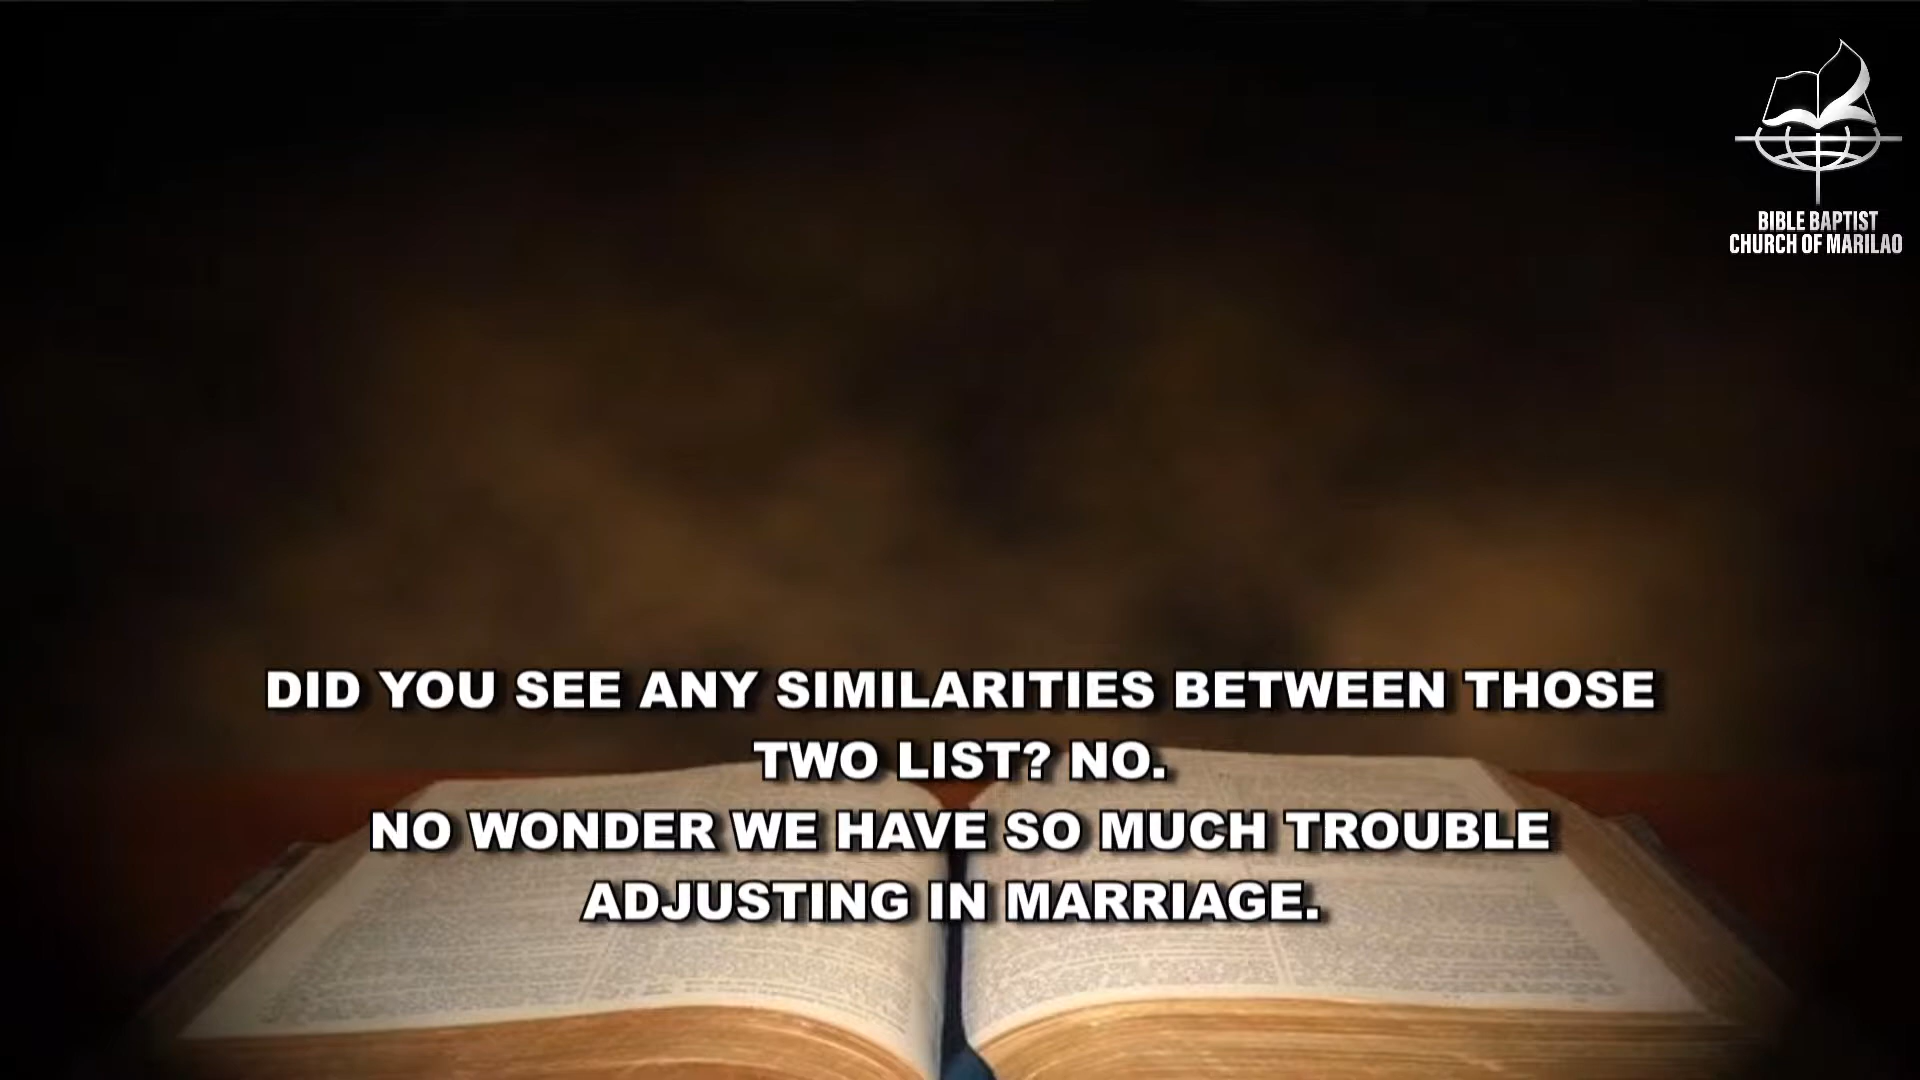 BIBLE BAPTIST
CHURCH OF MARILAO
DID YOU SEE ANY SIMILARITIES BETWEEN THOSE
TWO LIST? NO.
NO WONDER WE HAVE SO MUCH TROUBLE
ADJUSTING IN MARRIAGE.